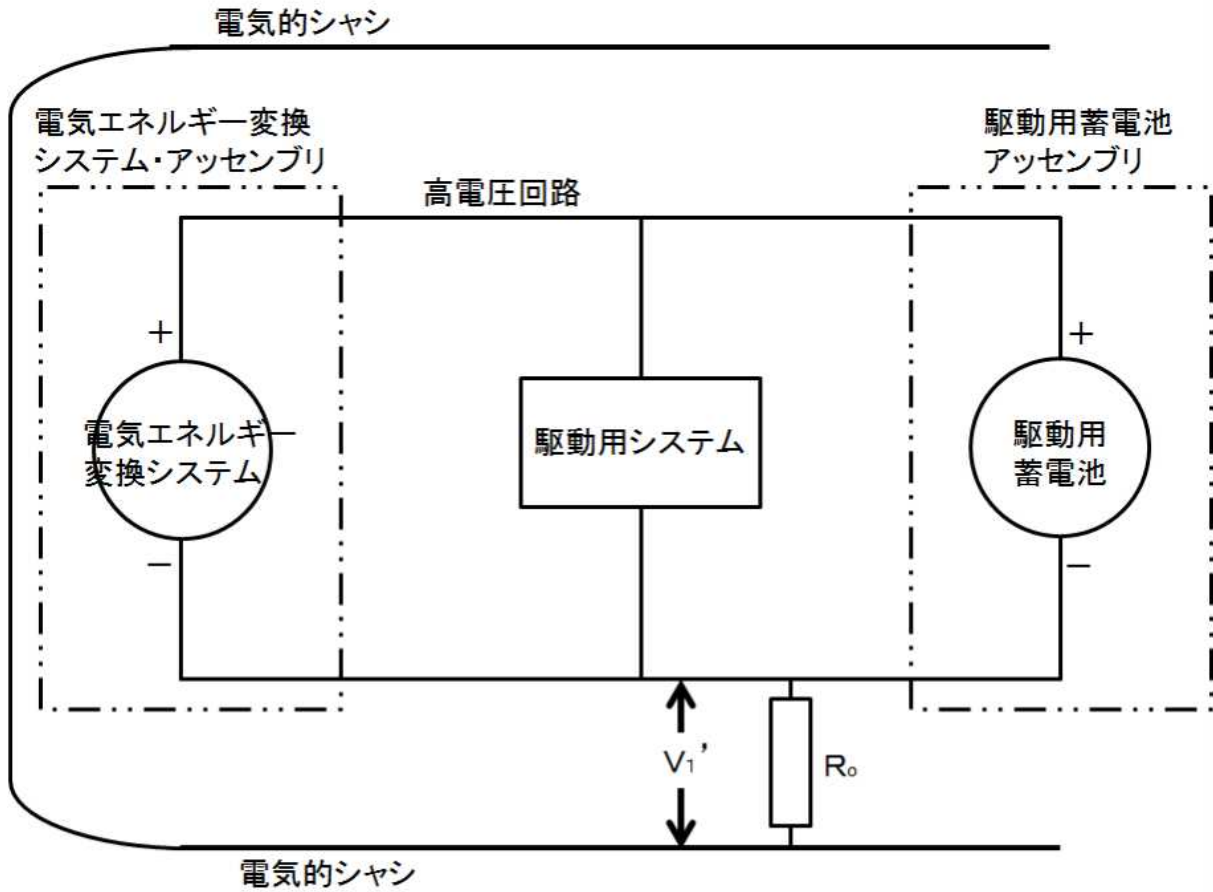 電気的シャシ
電気エネルギー変換
システム・アッセンブリ
駆動用蓄電池
アッセンブリ
高電圧回路
+
+
電気エネルギー
変換システム
駆動用システム
駆動用
蓄電池
−
−
V₁’
Rₒ
電気的シャシ